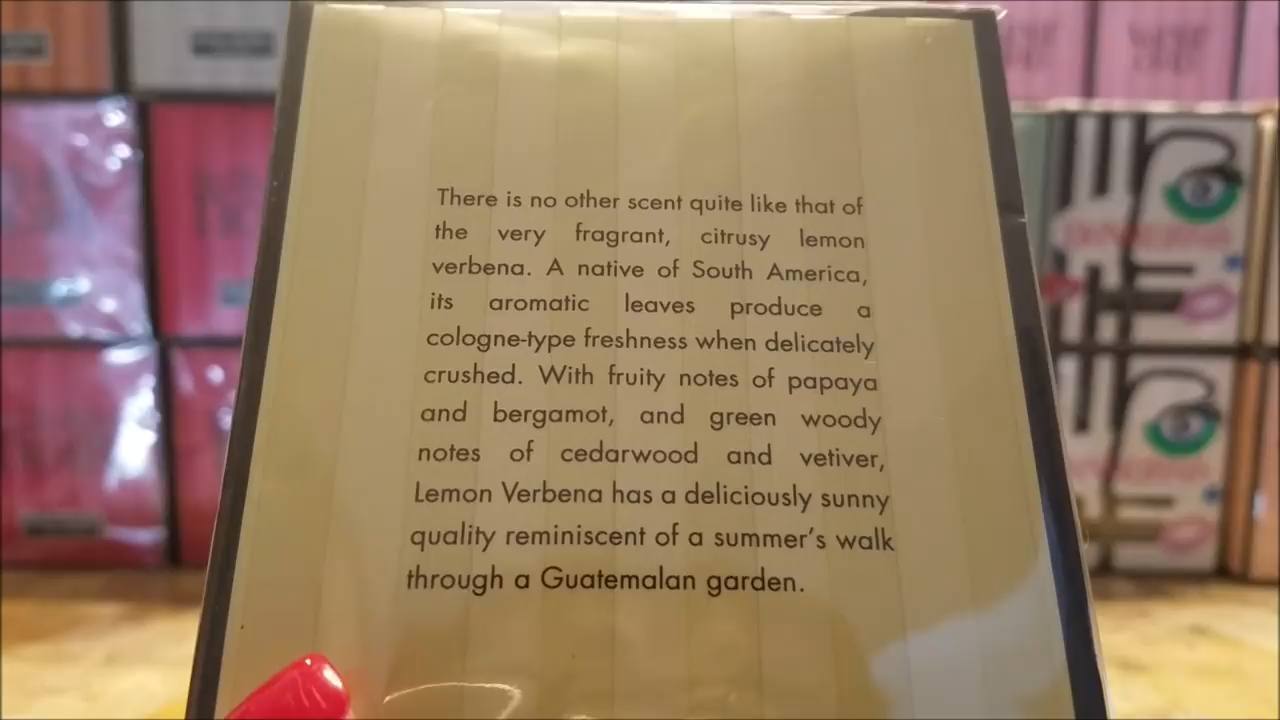 There is no other scent quite like that of
the very fragrant, citrusy lemon
verbena. A native of South America,
its aromatic leaves produce a
cologne-type freshness when delicately
crushed. With fruity notes of papaya
and bergamot, and green woody
notes of cedarwood and vetiver,
Lemon Verbena has a deliciously sunny
quality reminiscent of a summer's walk
through a Guatemalan garden.